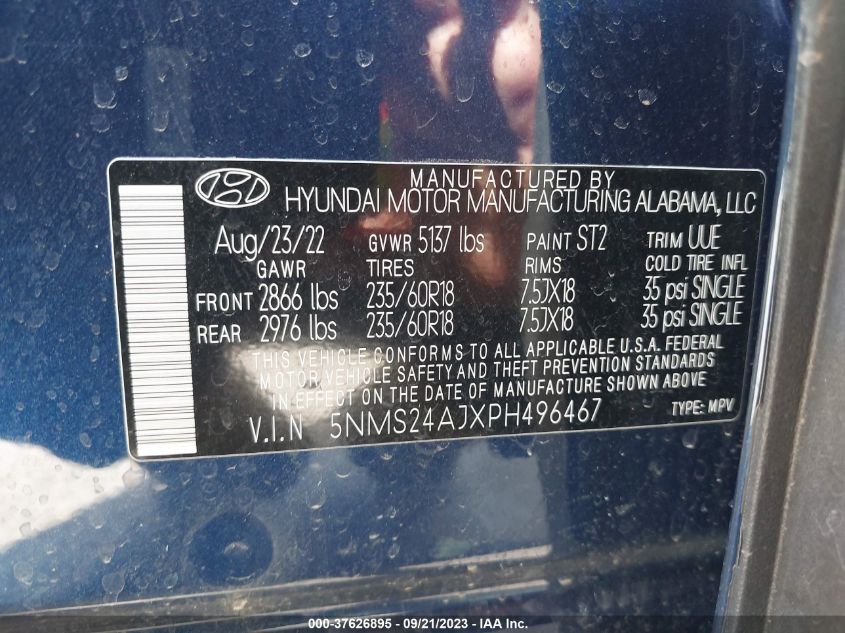 MANUFACTURED BY
HYUNDAI MOTOR MANUFACTURING ALABAMA, LLC
Aug/23/22 GVWR 5137 lbs PAINT ST2 TRIM UUE
GAWR TIRES RIMS COLD TIRE INFL
FRONT 2866 lbs 235/60R18 7.5JX18 35 psi SINGLE
REAR 2976 lbs 235/60R18 7.5JX18 35 psi SINGLE
THIS VEHICLE CONFORMS TO ALL APPLICABLE U.S.A. FEDERAL
MOTOR VEHICLE SAFETY AND THEFT PREVENTION STANDARDS
IN EFFECT ON THE DATE OF MANUFACTURE SHOWN ABOVE
V.I.N 5NMS24AJXPH496467 TYPE: MPV
000-37626895 - 09/21/2023 - IAA Inc.